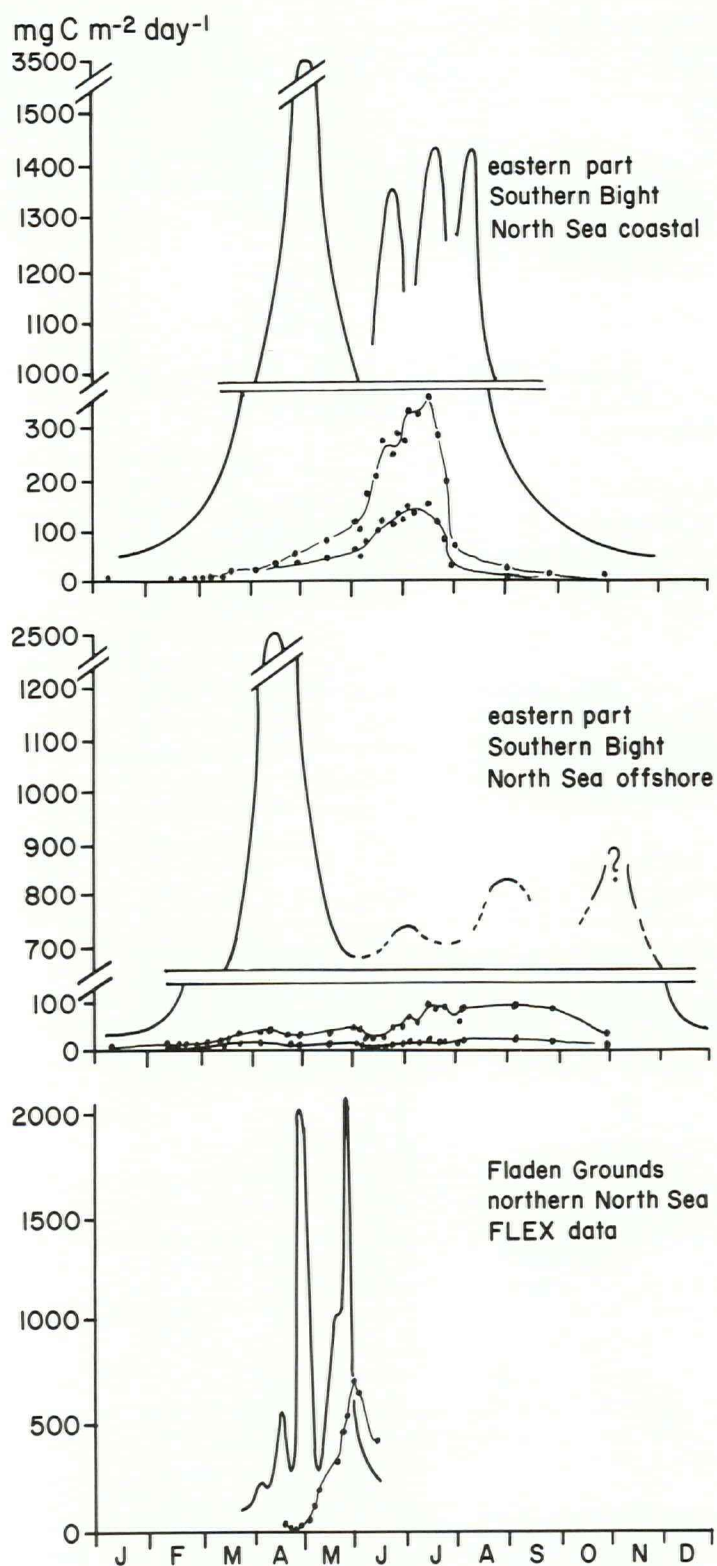 mg C m-2 day-1
3500
1500
1400
1300
1200
1100
1000
300
200
100
0
eastern part
Southern Bight
North Sea coastal
2500
1200
1100
1000
900
800
700
100
0
eastern part
Southern Bight
North Sea offshore
?
2000
1500
1000
500
0
Fladen Grounds
northern North Sea
FLEX data
J F M A M J J A S O N D